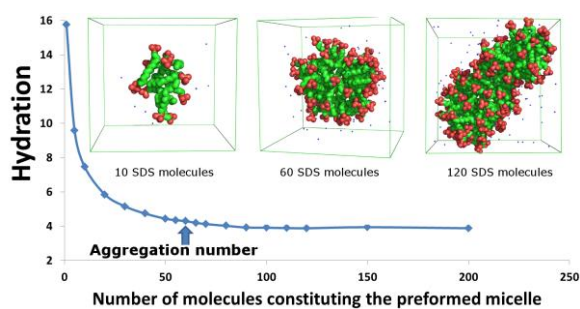 16
14
12
10
8
6
4
2
Hydration
10 SDS molecules
60 SDS molecules
120 SDS molecules
Aggregation number
0
50
100
150
200
250
Number of molecules constituting the preformed micelle